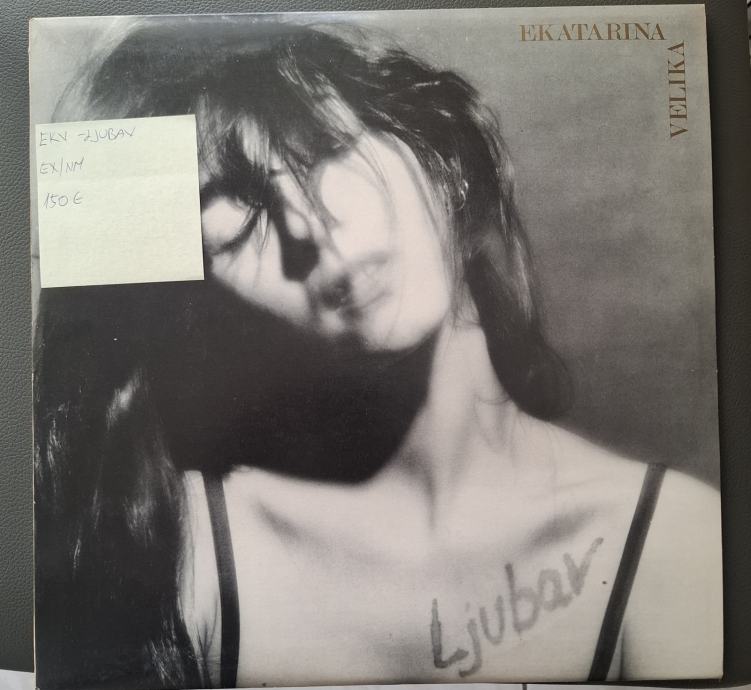 EKATARINA
VELIKA
EKV - LJUBAV
EX/NM
150 €
Ljubav